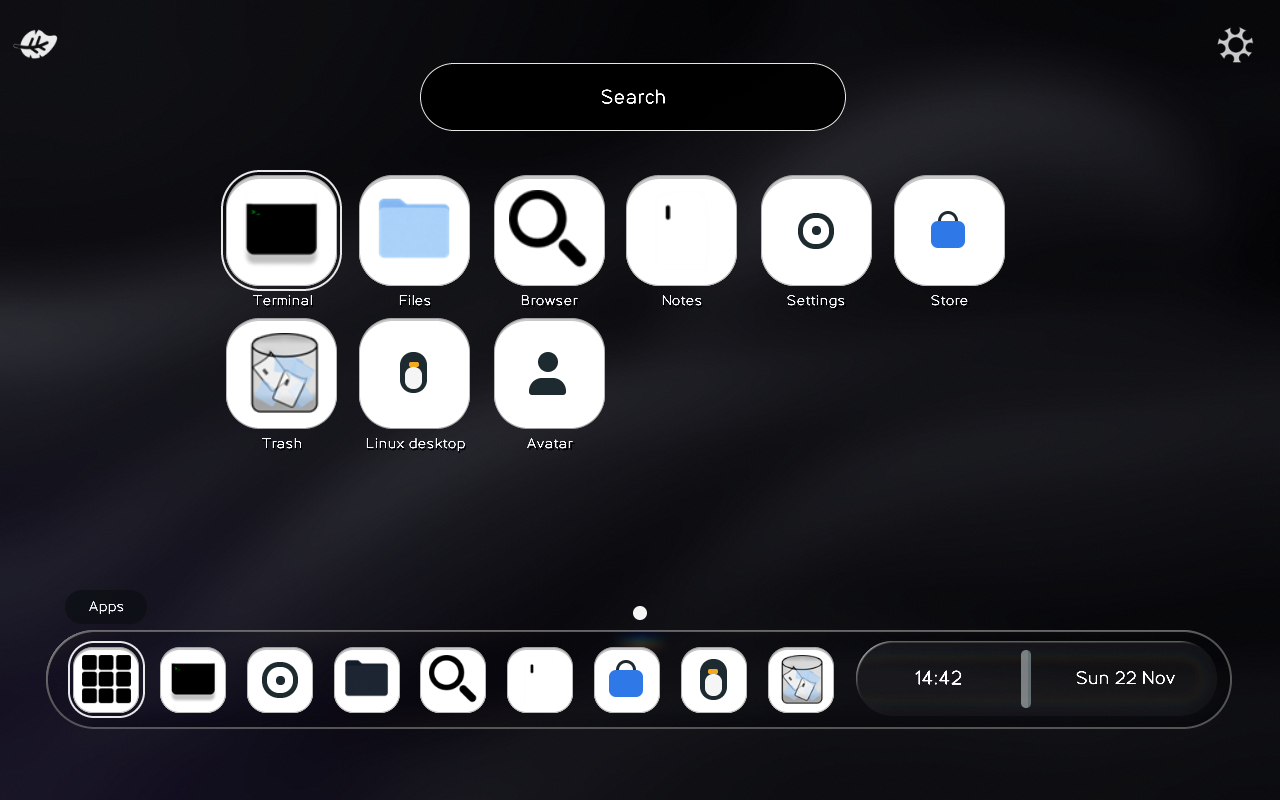 Search
Terminal
Files
Browser
Notes
Settings
Store
Trash
Linux desktop
Avatar
Apps
14:42
Sun 22 Nov